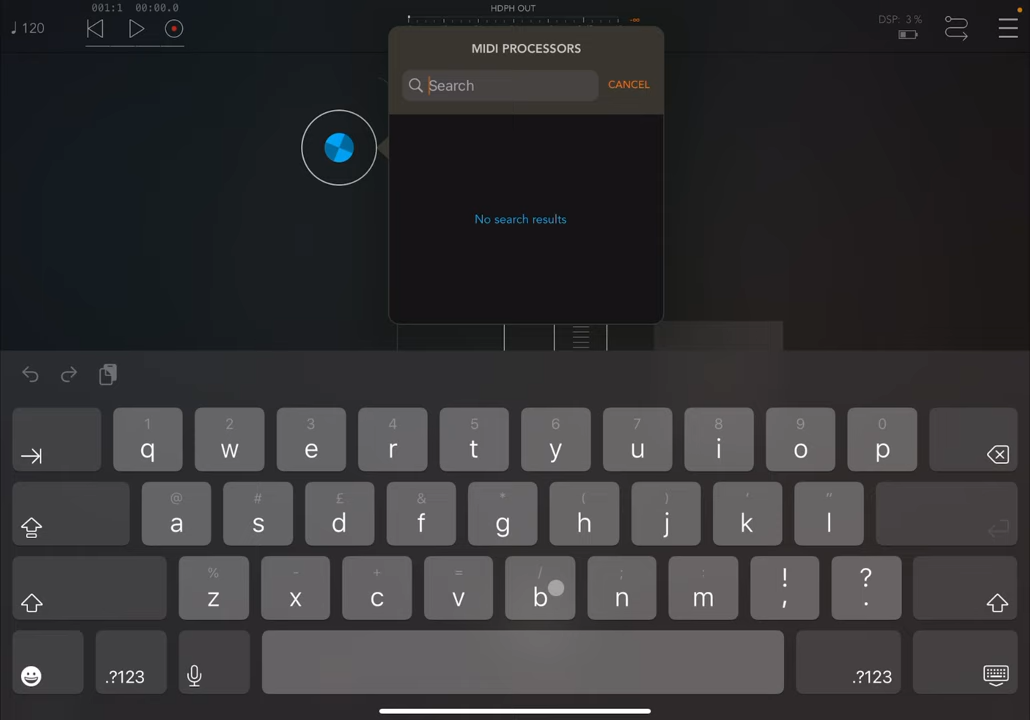 001:1 00:00.0
♩ 120
HDPH OUT
-∞
DSP: 3 %
MIDI PROCESSORS
Search
CANCEL
No search results
1 2 3 4 5 6 7 8 9 0
q w e r t y u i o p
@ # £ & * ( ) ' "
a s d f g h j k l
% - + = / ; : ! ?
z x c v b n m , .
.?123 .?123